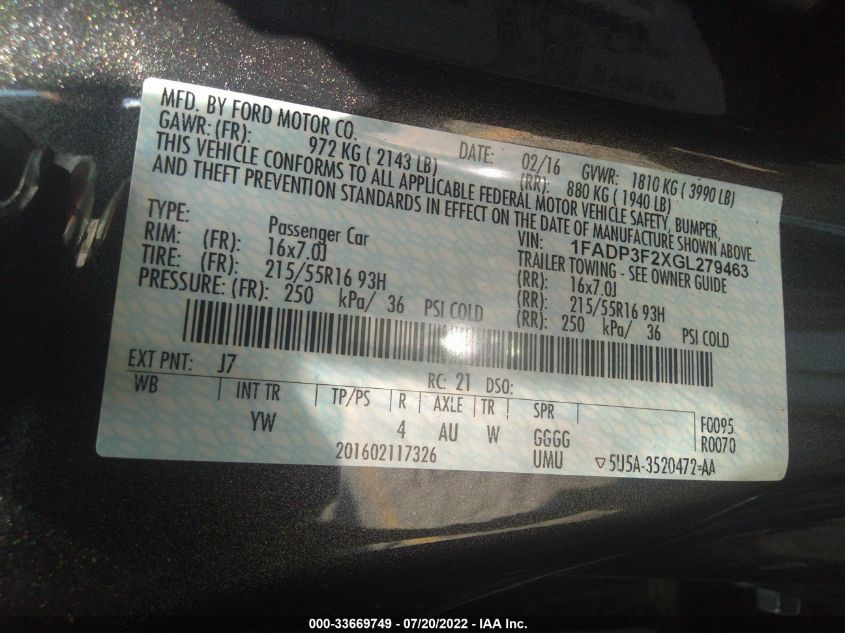 MFD. BY FORD MOTOR CO.
DATE: 02/16 GVWR: 1810 KG ( 3990 LB)
GAWR: (FR): 972 KG ( 2143 LB) (RR): 880 KG ( 1940 LB)
THIS VEHICLE CONFORMS TO ALL APPLICABLE FEDERAL MOTOR VEHICLE SAFETY, BUMPER,
AND THEFT PREVENTION STANDARDS IN EFFECT ON THE DATE OF MANUFACTURE SHOWN ABOVE.
VIN: 1FADP3F2XGL279463
TYPE: Passenger Car TRAILER TOWING - SEE OWNER GUIDE
RIM: (FR): 16x7.0J (RR): 16x7.0J
TIRE: (FR): 215/55R16 93H (RR): 215/55R16 93H
PRESSURE: (FR): 250 kPa/ 36 PSI COLD (RR): 250 kPa/ 36 PSI COLD
EXT PNT: J7 RC: 21 DSO:
WB INT TR TP/PS R AXLE TR SPR F0095
YW 4 AU W GGGG R0070
201602117326 UMU ▽5U5A-3520472-AA
000-33669749 - 07/20/2022 - IAA Inc.